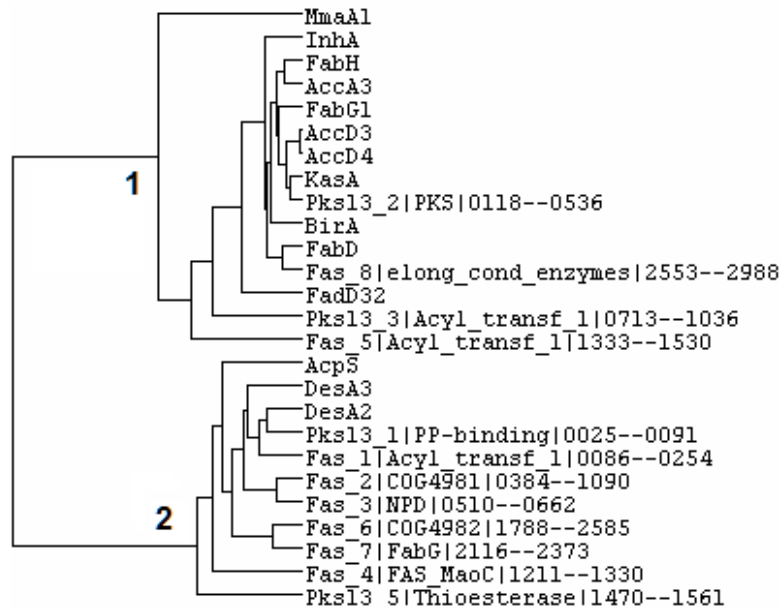 MmaA1
InhA
FabH
AccA3
FabG1
AccD3
AccD4
KasA
Pks13_2|PKS|0118--0536
BirA
FabD
Fas_8|elong_cond_enzymes|2553--2988
FadD32
Pks13_3|Acyl_transf_1|0713--1036
Fas_5|Acyl_transf_1|1333--1530
AcpS
DesA3
DesA2
Pks13_1|PP-binding|0025--0091
Fas_1|Acyl_transf_1|0086--0254
Fas_2|COG4981|0384--1090
Fas_3|NPD|0510--0662
Fas_6|COG4982|1788--2585
Fas_7|FabG|2116--2373
Fas_4|FAS_MaoC|1211--1330
Pks13_5|Thioesterase|1470--1561
1
2